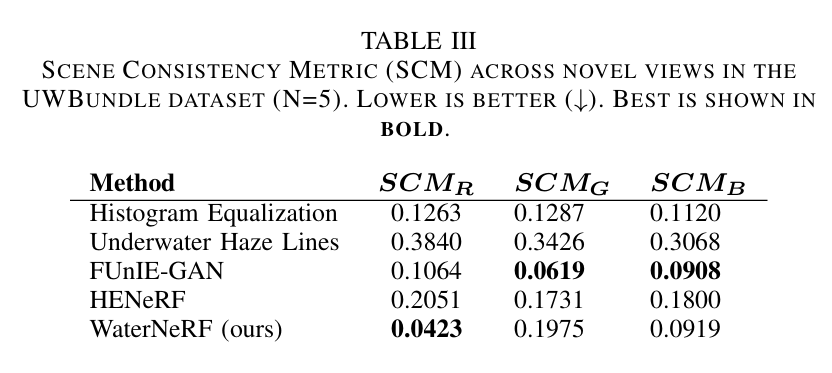 TABLE III
SCENE CONSISTENCY METRIC (SCM) ACROSS NOVEL VIEWS IN THE
UWBUNDLE DATASET (N=5). LOWER IS BETTER (↓). BEST IS SHOWN IN
BOLD.
Method SCM_R SCM_G SCM_B
Histogram Equalization 0.1263 0.1287 0.1120
Underwater Haze Lines 0.3840 0.3426 0.3068
FUnIE-GAN 0.1064 0.0619 0.0908
HENeRF 0.2051 0.1731 0.1800
WaterNeRF (ours) 0.0423 0.1975 0.0919